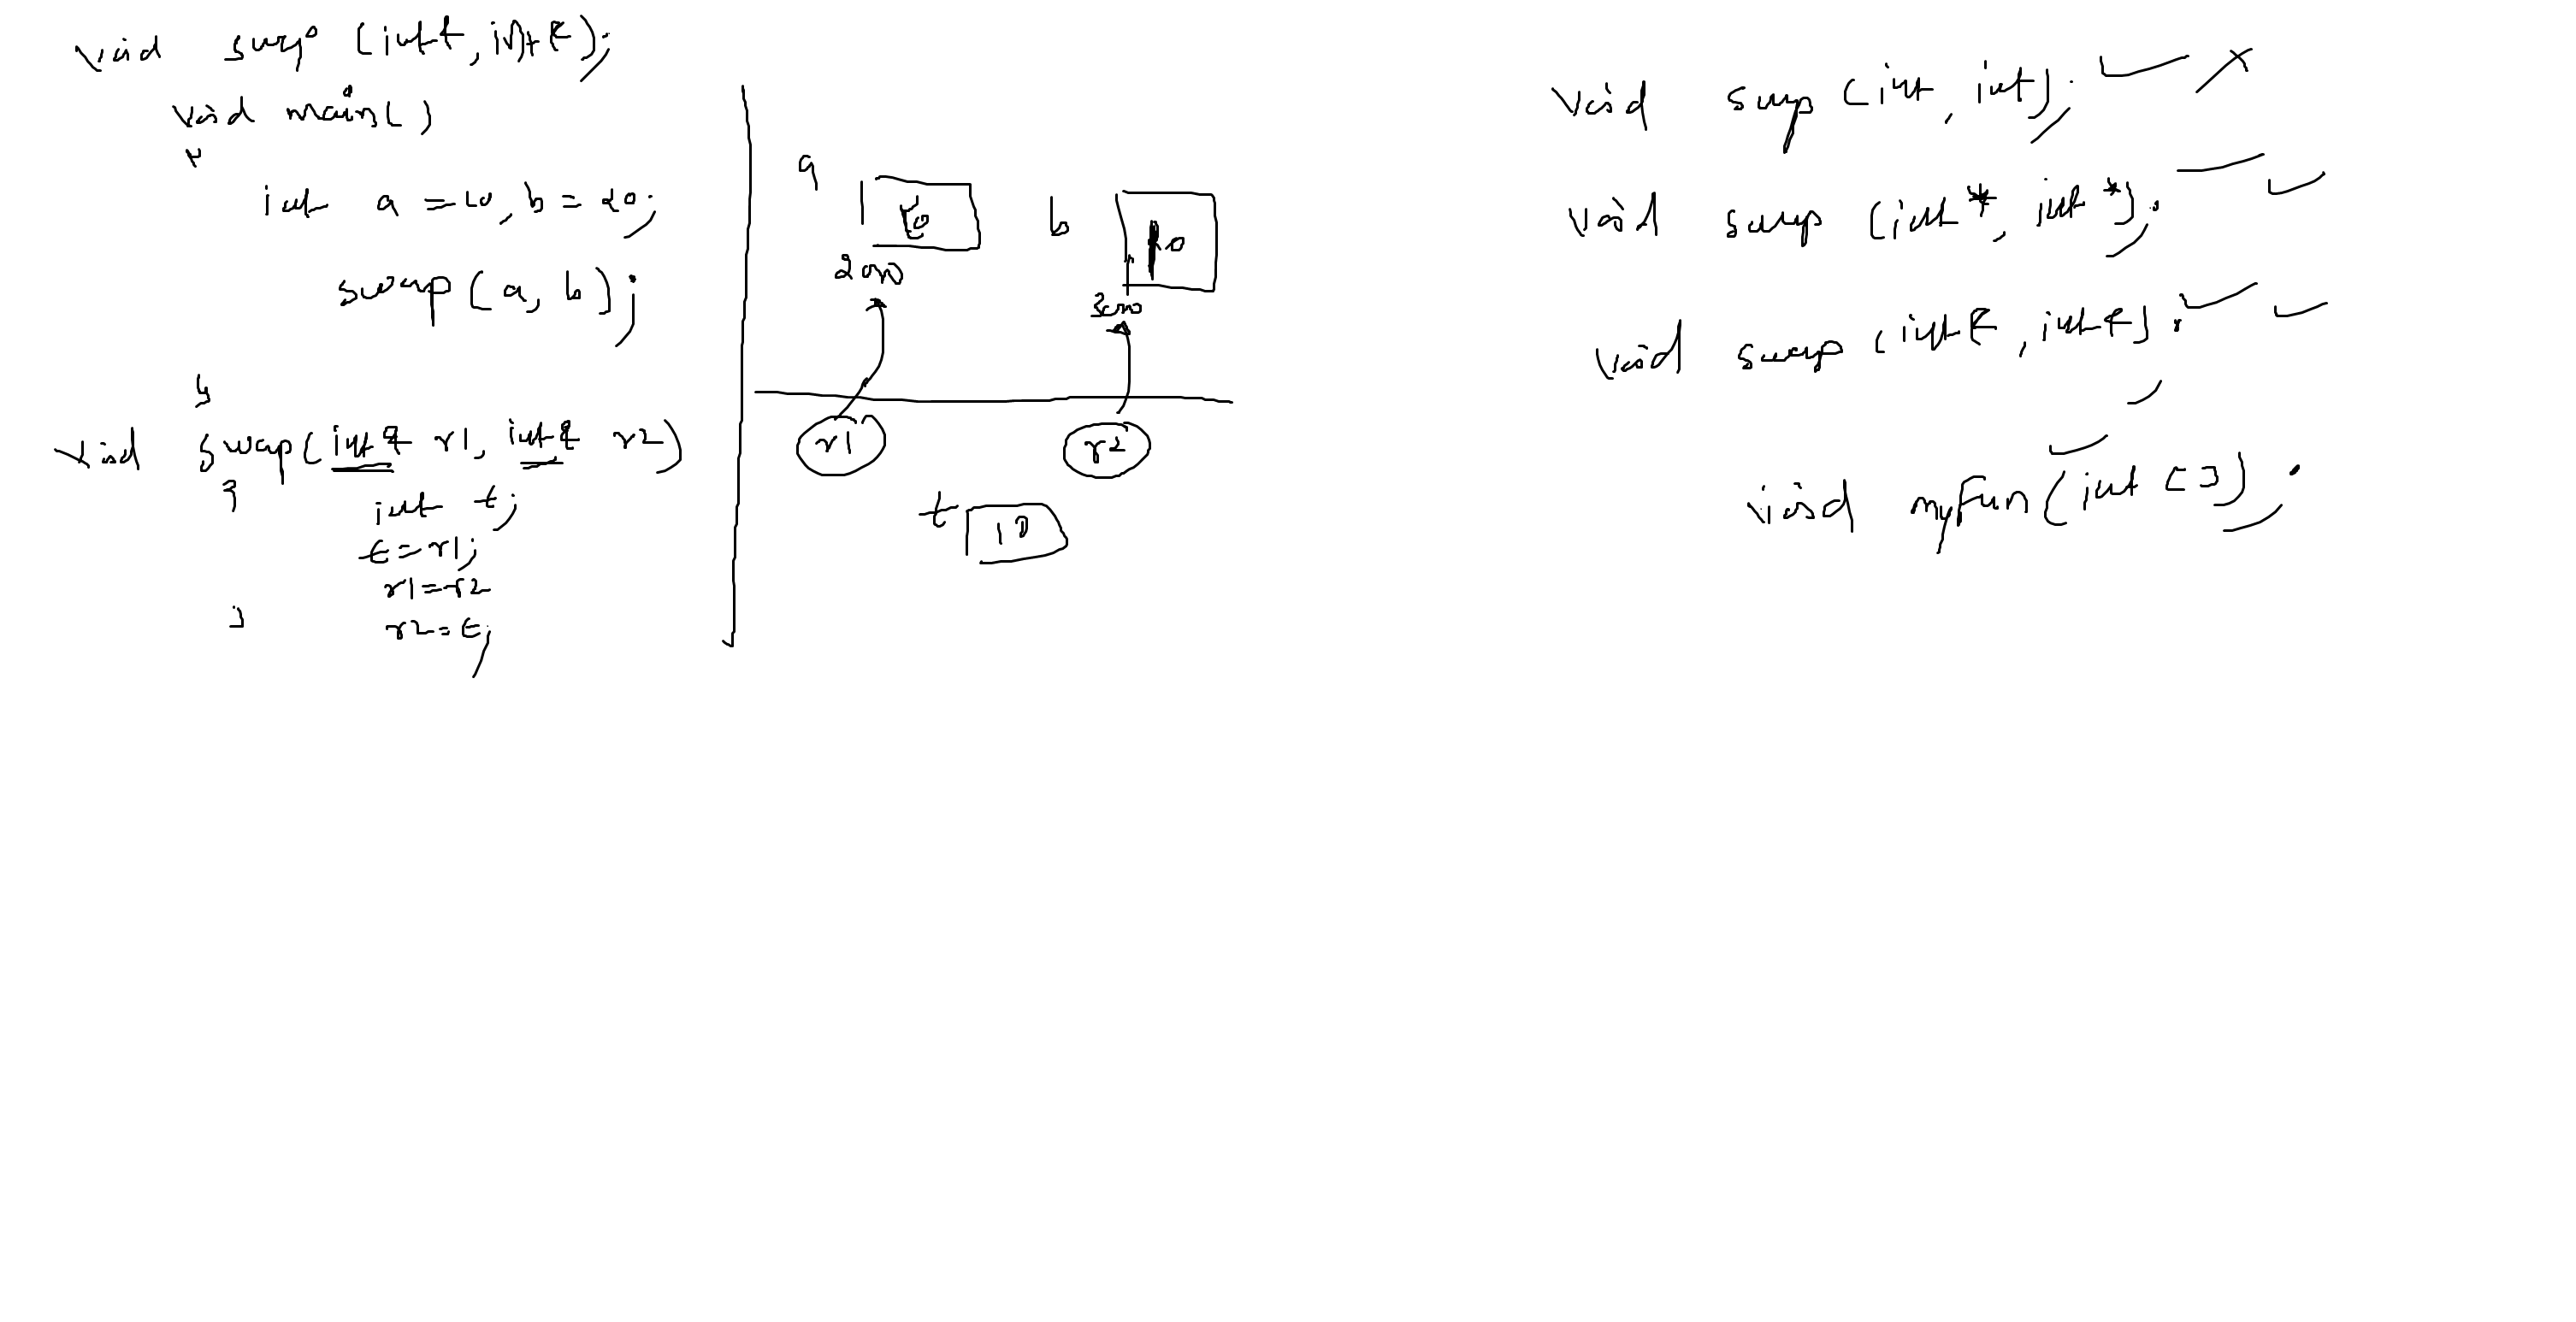 void swap (int&, int&);
void main()
{
int a = 10, b = 20;
swap(a, b);
}
void swap(int& r1, int& r2)
{
int t;
t = r1;
r1 = r2
r2 = t;
}
a
b
2000
3000
r1
r2
t
10
void swap (int, int);
void swap (int*, int*);
void swap (int&, int&);
void myFun(int []);